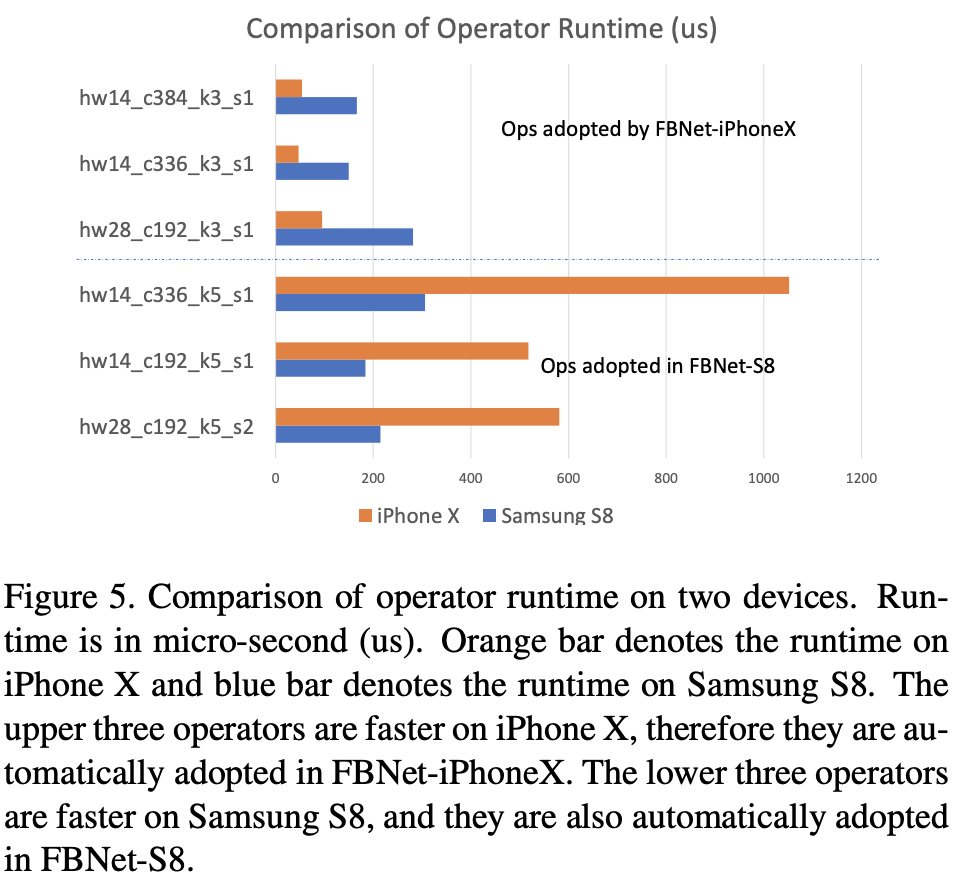 Comparison of Operator Runtime (us)
hw14_c384_k3_s1
Ops adopted by FBNet-iPhoneX
hw14_c336_k3_s1
hw28_c192_k3_s1
hw14_c336_k5_s1
hw14_c192_k5_s1
Ops adopted in FBNet-S8
hw28_c192_k5_s2
0 200 400 600 800 1000 1200
iPhone X Samsung S8
Figure 5. Comparison of operator runtime on two devices. Run-
time is in micro-second (us). Orange bar denotes the runtime on
iPhone X and blue bar denotes the runtime on Samsung S8. The
upper three operators are faster on iPhone X, therefore they are au-
tomatically adopted in FBNet-iPhoneX. The lower three operators
are faster on Samsung S8, and they are also automatically adopted
in FBNet-S8.